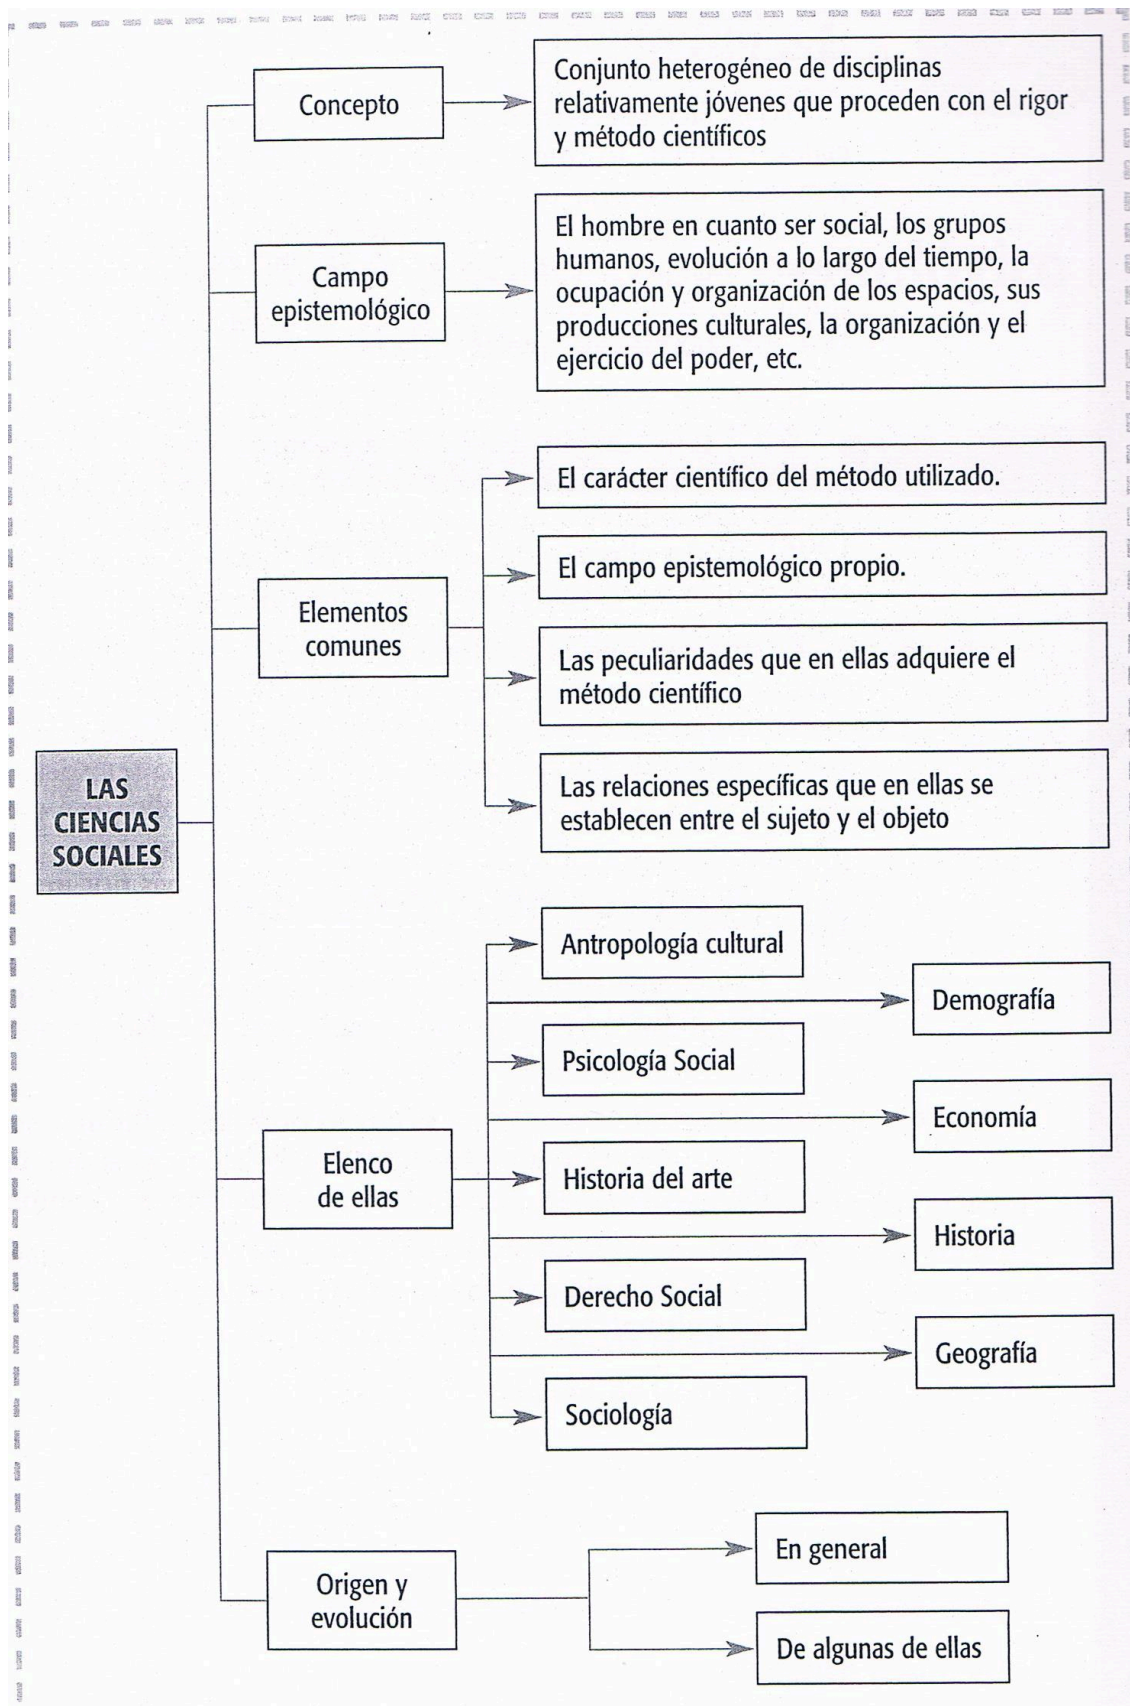 Concepto
Conjunto heterogéneo de disciplinas
relativamente jóvenes que proceden con el rigor
y método científicos
Campo
epistemológico
El hombre en cuanto ser social, los grupos
humanos, evolución a lo largo del tiempo, la
ocupación y organización de los espacios, sus
producciones culturales, la organización y el
ejercicio del poder, etc.
Elementos
comunes
El carácter científico del método utilizado.
El campo epistemológico propio.
Las peculiaridades que en ellas adquiere el
método científico
Las relaciones específicas que en ellas se
establecen entre el sujeto y el objeto
LAS
CIENCIAS
SOCIALES
Elenco
de ellas
Antropología cultural
Demografía
Psicología Social
Economía
Historia del arte
Historia
Derecho Social
Geografía
Sociología
Origen y
evolución
En general
De algunas de ellas